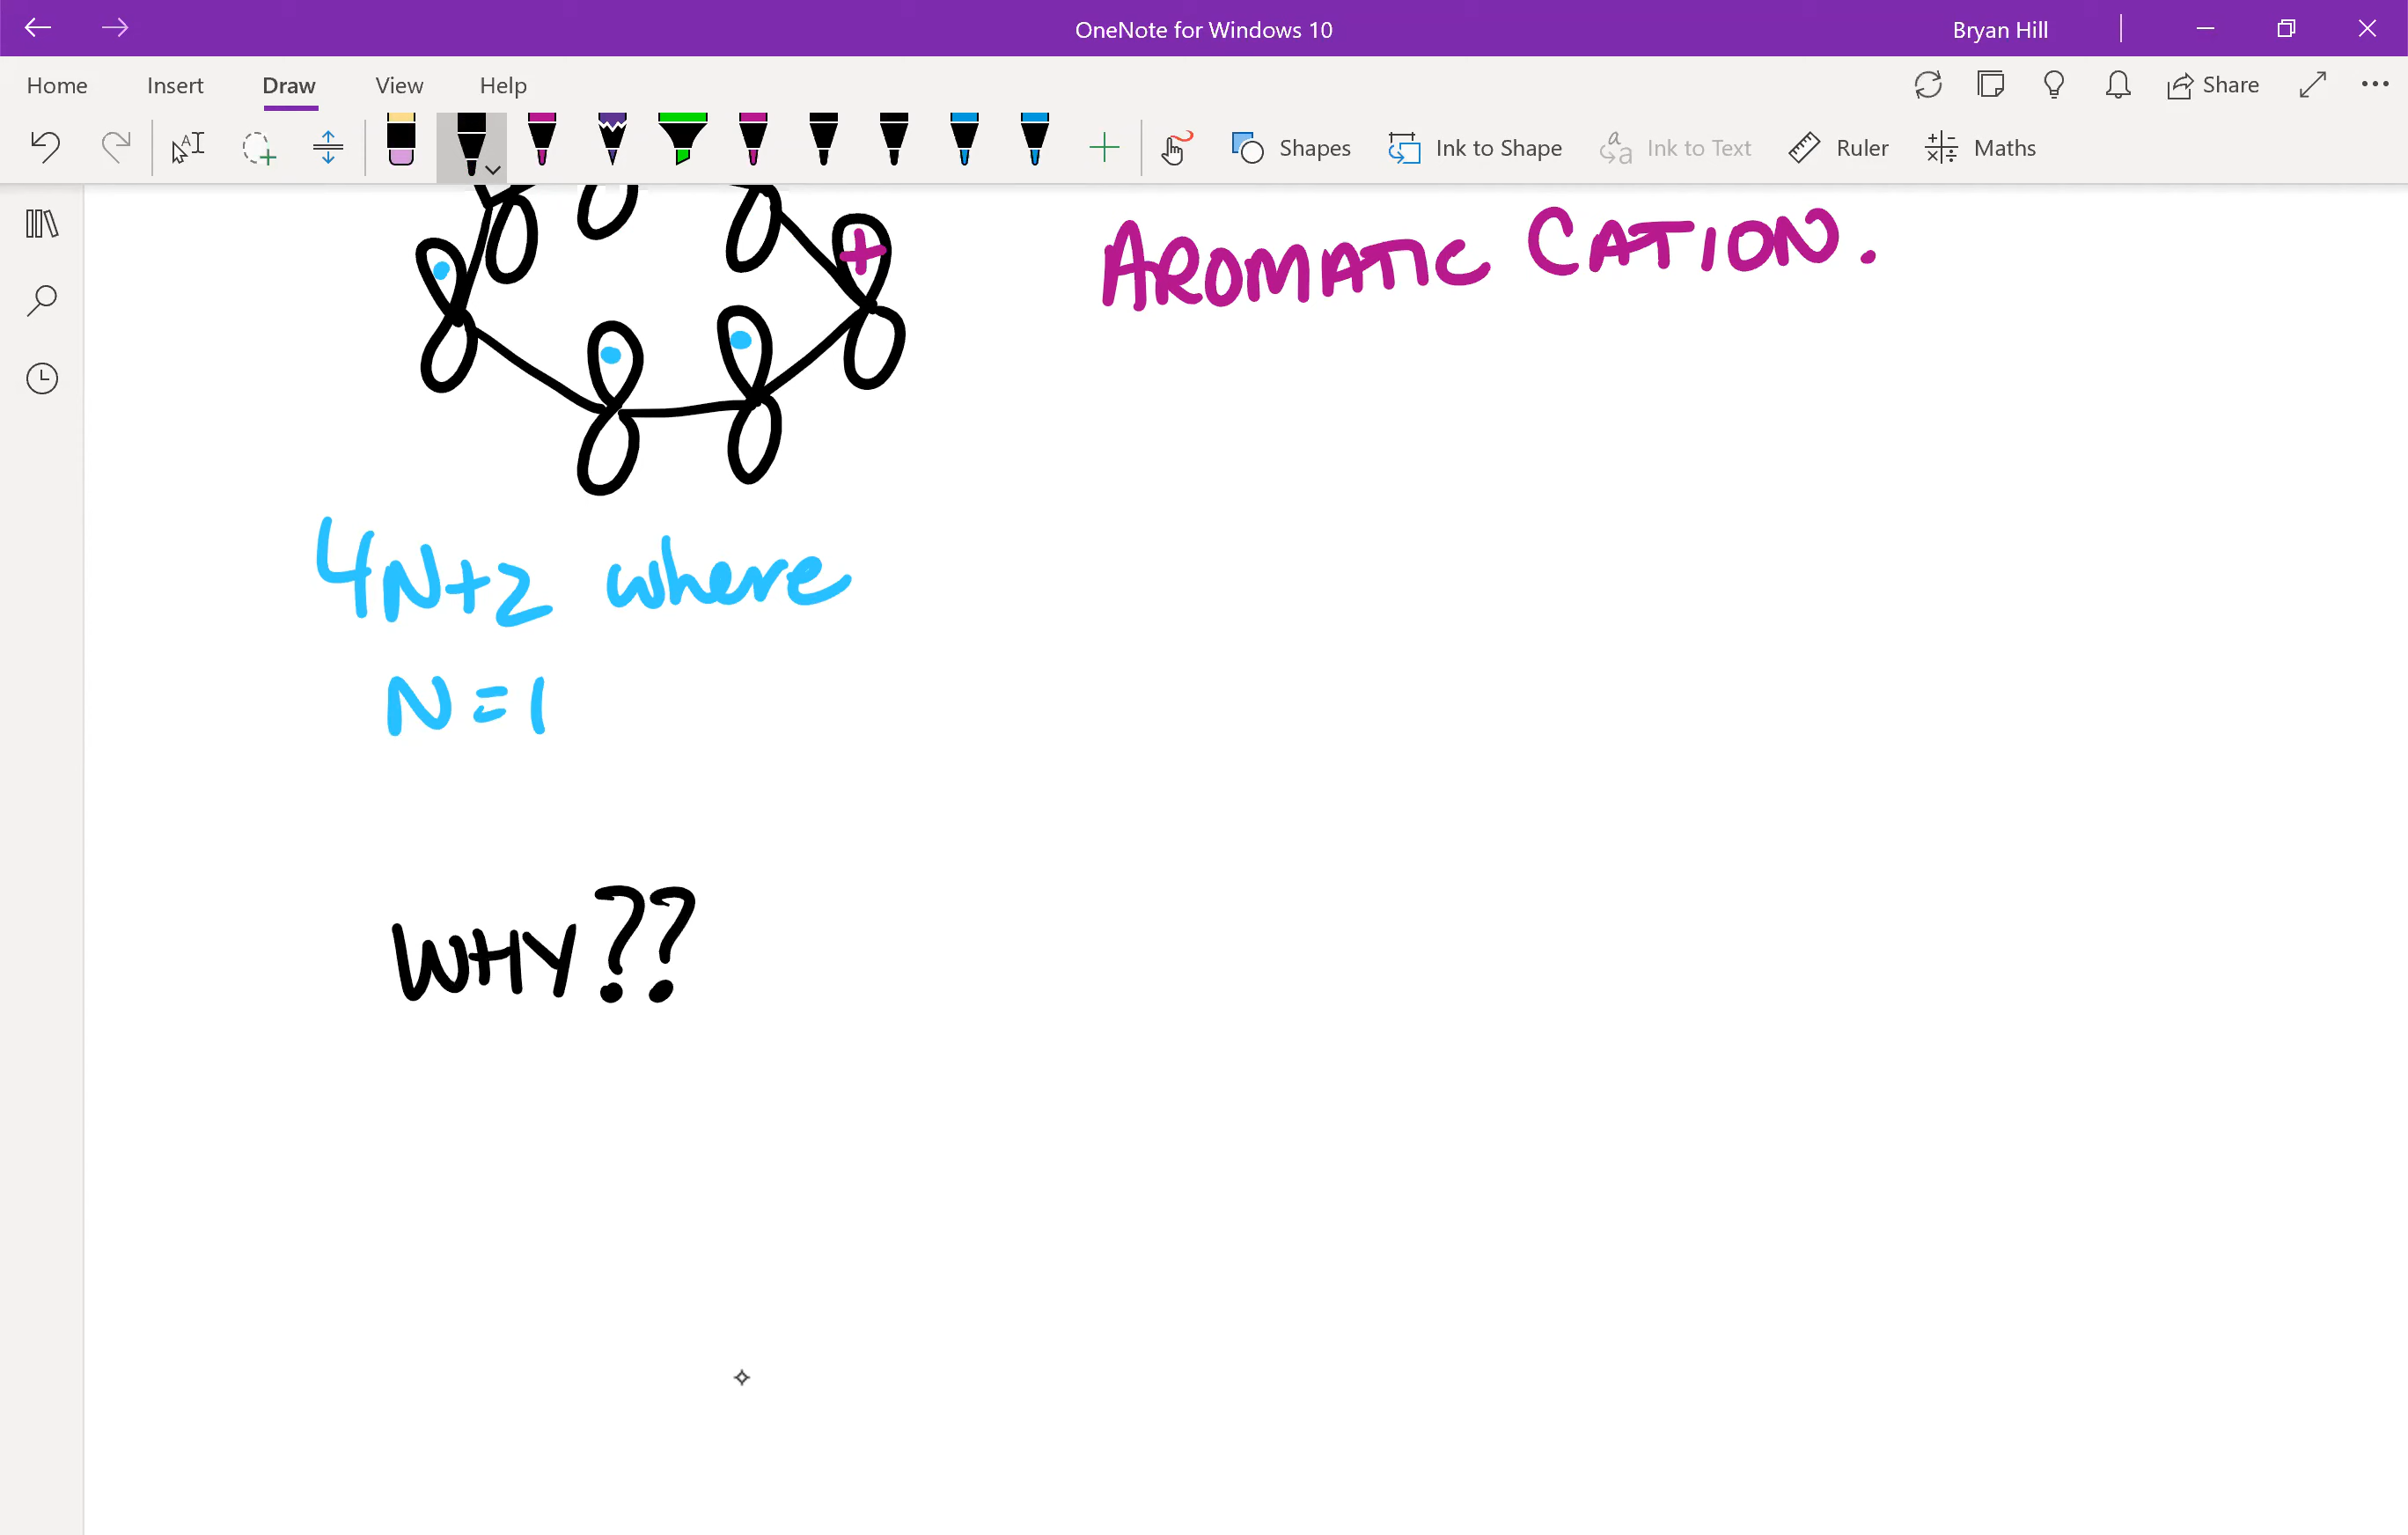 OneNote for Windows 10
Bryan Hill
Home Insert Draw View Help
Share
Shapes Ink to Shape Ink to Text Ruler Maths
+
AROMATIC CATION.
4N+2 where
N=1
WHY??